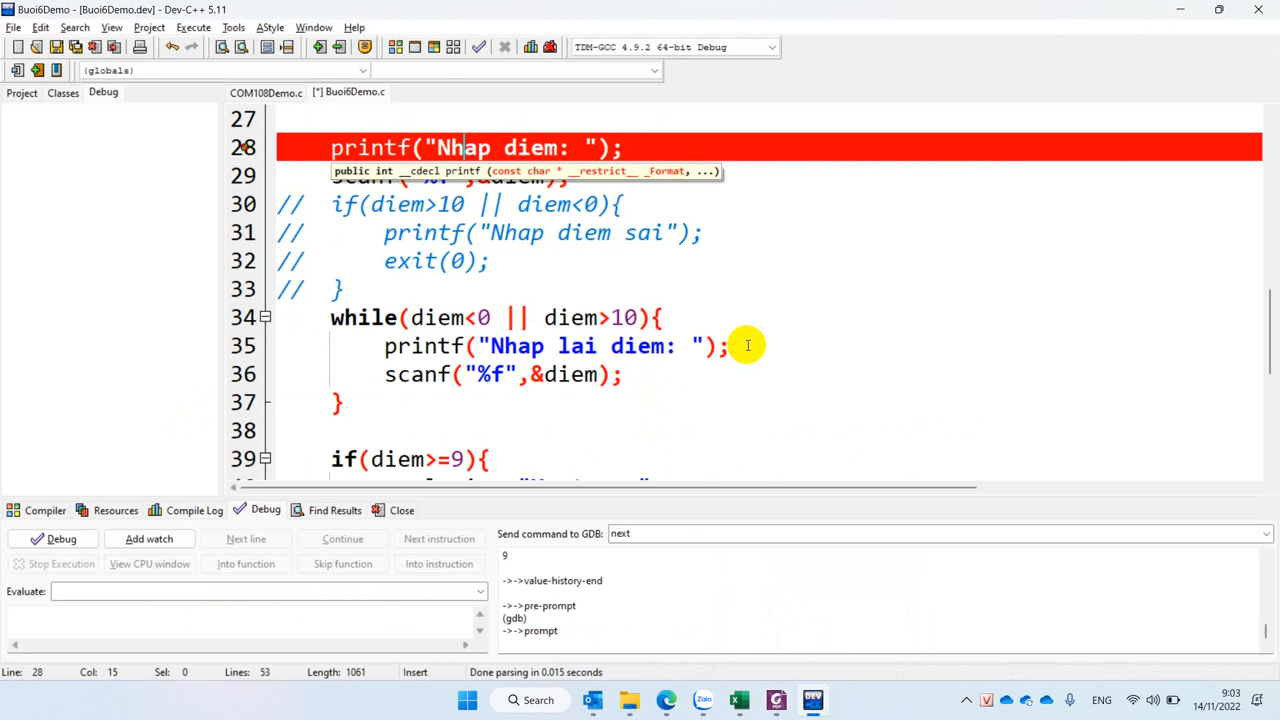 Buoi6Demo - [Buoi6Demo.dev] - Dev-C++ 5.11
File Edit Search View Project Execute Tools AStyle Window Help
TDM-GCC 4.9.2 64-bit Debug
(globals)
Project Classes Debug COM108Demo.c [*] Buoi6Demo.c
27
28 printf("Nhap diem: ");
public int __cdecl printf (const char * __restrict__ _Format, ...)
29
30 // if(diem>10 || diem<0){
31 // printf("Nhap diem sai");
32 // exit(0);
33 // }
34 while(diem<0 || diem>10){
35 printf("Nhap lai diem: ");
36 scanf("%f",&diem);
37 }
38
39 if(diem>=9){
Compiler Resources Compile Log Debug Find Results Close
Debug Add watch Next line Continue Next instruction
Stop Execution View CPU window Into function Skip function Into instruction
Evaluate:
Send command to GDB: next
9
->->value-history-end
->->pre-prompt
(gdb)
->->prompt
Line: 28 Col: 15 Sel: 0 Lines: 53 Length: 1061 Insert Done parsing in 0.015 seconds
Search
Zalo
PDF
DEV
ENG
9:03
14/11/2022